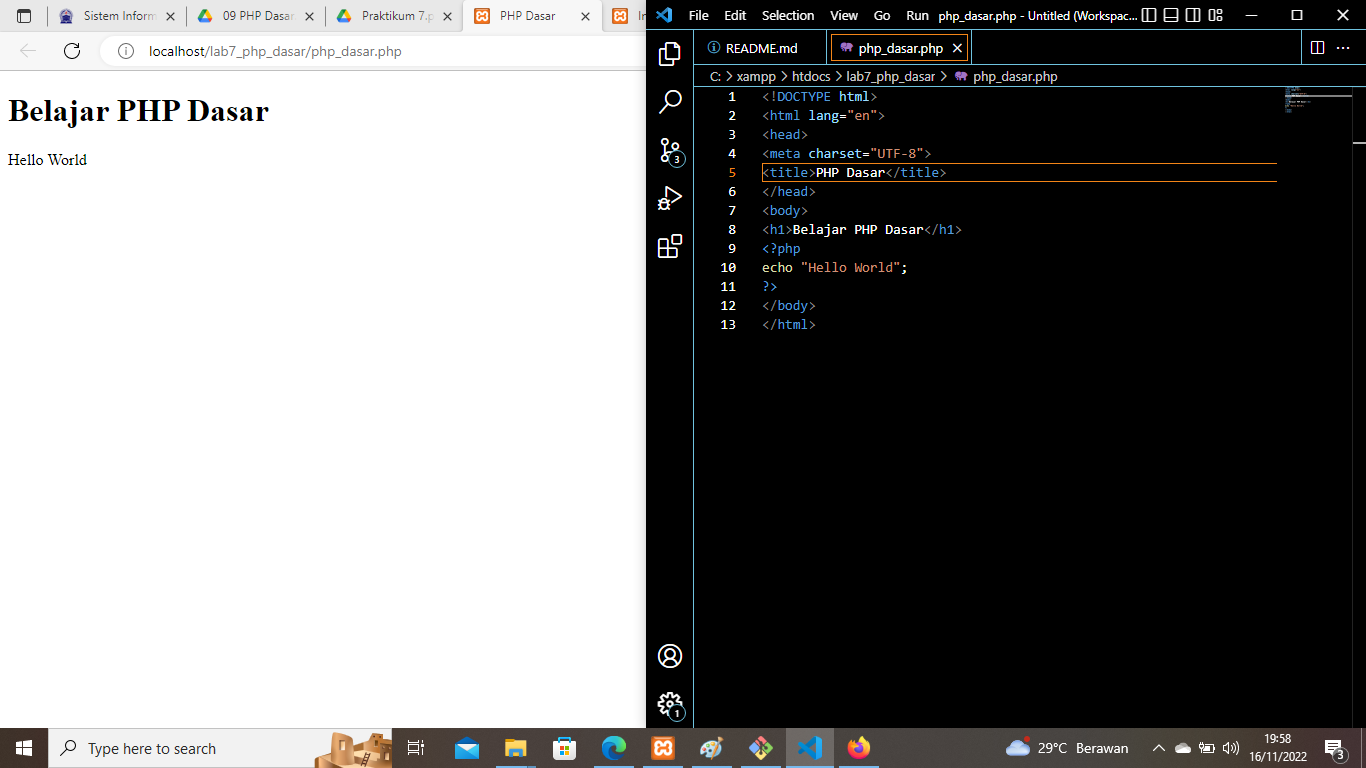 Sistem Inform
09 PHP Dasar
Praktikum 7.p
PHP Dasar
In
localhost/lab7_php_dasar/php_dasar.php
Belajar PHP Dasar
Hello World
File Edit Selection View Go Run php_dasar.php - Untitled (Workspac...
README.md
php_dasar.php
C: > xampp > htdocs > lab7_php_dasar > php_dasar.php
1 <!DOCTYPE html>
2 <html lang="en">
3 <head>
4 <meta charset="UTF-8">
5 <title>PHP Dasar</title>
6 </head>
7 <body>
8 <h1>Belajar PHP Dasar</h1>
9 <?php
10 echo "Hello World";
11 ?>
12 </body>
13 </html>
3
1
Type here to search
29°C Berawan
19:58
16/11/2022
3